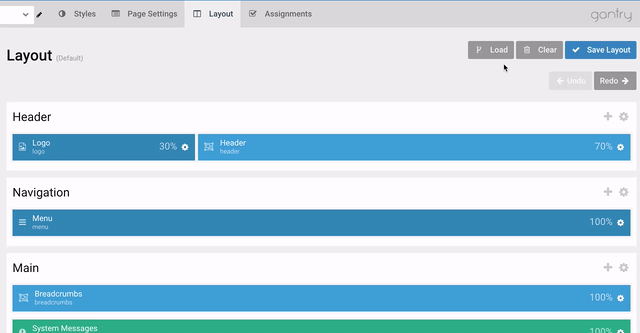 Styles Page Settings Layout Assignments gantry
Layout (Default) Load Clear Save Layout
Undo Redo
Header
Logo 30% Header 70%
logo header
Navigation
Menu 100%
menu
Main
Breadcrumbs 100%
breadcrumbs
System Messages